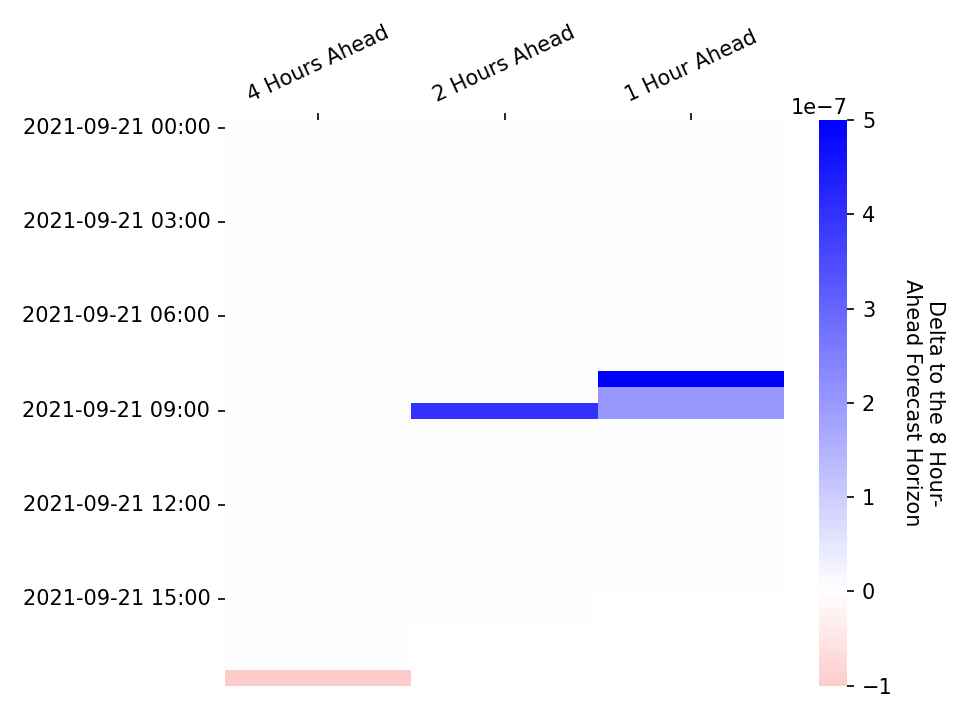 4 Hours Ahead
2 Hours Ahead
1 Hour Ahead
2021-09-21 00:00
2021-09-21 03:00
2021-09-21 06:00
2021-09-21 09:00
2021-09-21 12:00
2021-09-21 15:00
1e−7
5
4
3
2
1
0
−1
Delta to the 8 Hour-
Ahead Forecast Horizon